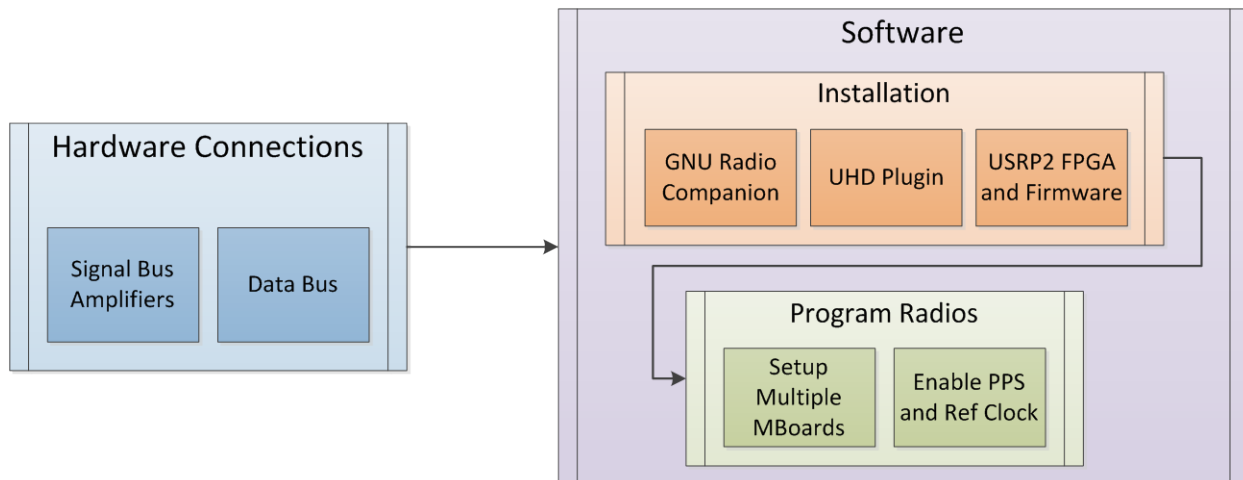 Hardware Connections
Signal Bus
Amplifiers
Data Bus
Software
Installation
GNU Radio
Companion
UHD Plugin
USRP2 FPGA
and Firmware
Program Radios
Setup
Multiple
MBoards
Enable PPS
and Ref Clock